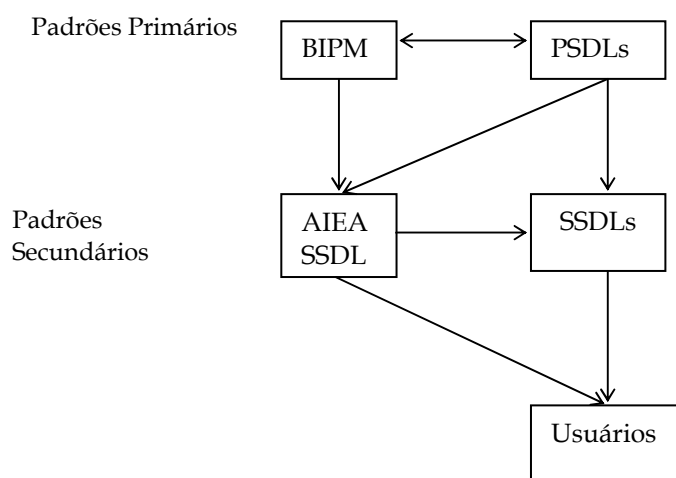 Padrões Primários
BIPM
PSDLs
Padrões
Secundários
AIEA
SSDL
SSDLs
Usuários